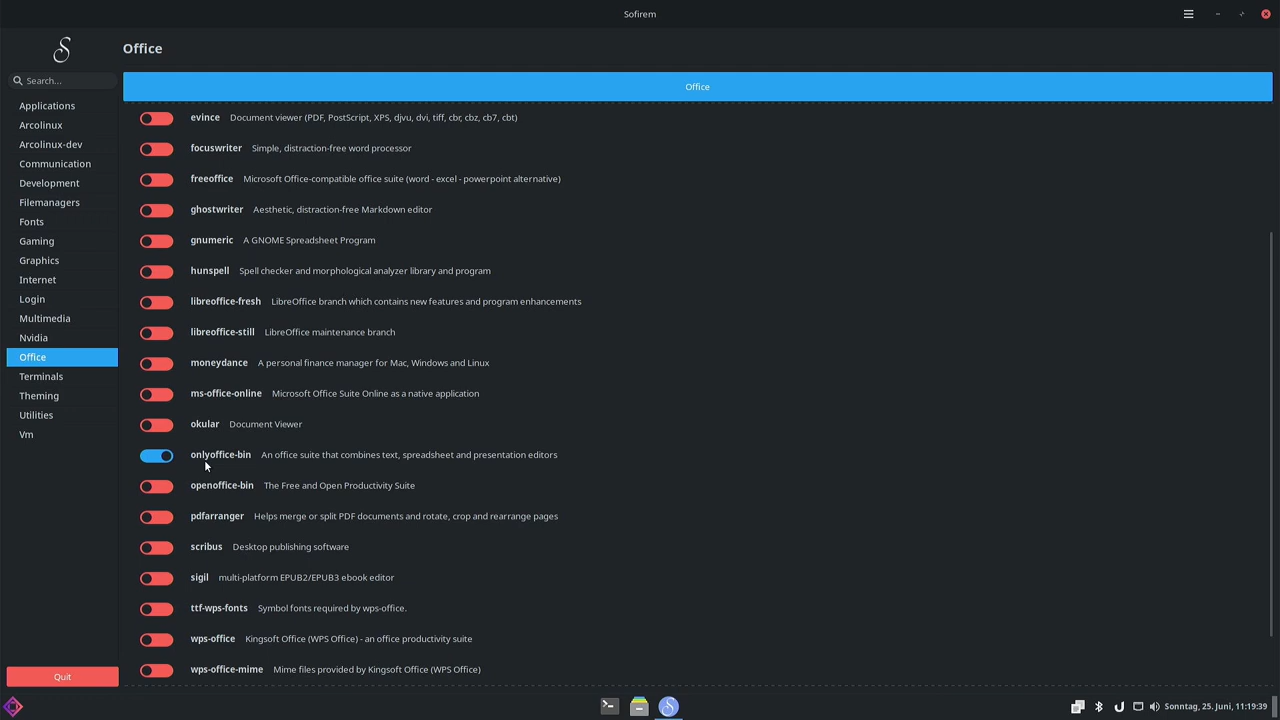 Sofirem
Office
Search...
Office
Applications
Arcolinux
Arcolinux-dev
Communication
Development
Filemanagers
Fonts
Gaming
Graphics
Internet
Login
Multimedia
Nvidia
Office
Terminals
Theming
Utilities
Vm
Quit
evince Document viewer (PDF, PostScript, XPS, djvu, dvi, tiff, cbr, cbz, cb7, cbt)
focuswriter Simple, distraction-free word processor
freeoffice Microsoft Office-compatible office suite (word - excel - powerpoint alternative)
ghostwriter Aesthetic, distraction-free Markdown editor
gnumeric A GNOME Spreadsheet Program
hunspell Spell checker and morphological analyzer library and program
libreoffice-fresh LibreOffice branch which contains new features and program enhancements
libreoffice-still LibreOffice maintenance branch
moneydance A personal finance manager for Mac, Windows and Linux
ms-office-online Microsoft Office Suite Online as a native application
okular Document Viewer
onlyoffice-bin An office suite that combines text, spreadsheet and presentation editors
openoffice-bin The Free and Open Productivity Suite
pdfarranger Helps merge or split PDF documents and rotate, crop and rearrange pages
scribus Desktop publishing software
sigil multi-platform EPUB2/EPUB3 ebook editor
ttf-wps-fonts Symbol fonts required by wps-office.
wps-office Kingsoft Office (WPS Office) - an office productivity suite
wps-office-mime Mime files provided by Kingsoft Office (WPS Office)
Sonntag, 25. Juni, 11:19:39